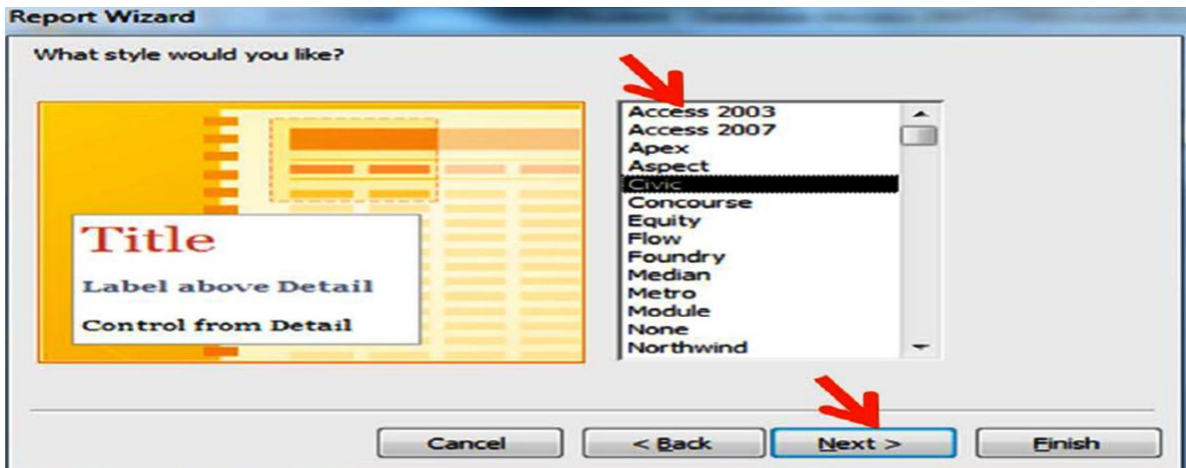 Report Wizard
What style would you like?
Title
Label above Detail
Control from Detail
Access 2003
Access 2007
Apex
Aspect
Civic
Concourse
Equity
Flow
Foundry
Median
Metro
Module
None
Northwind
Cancel
< Back
Next >
Finish